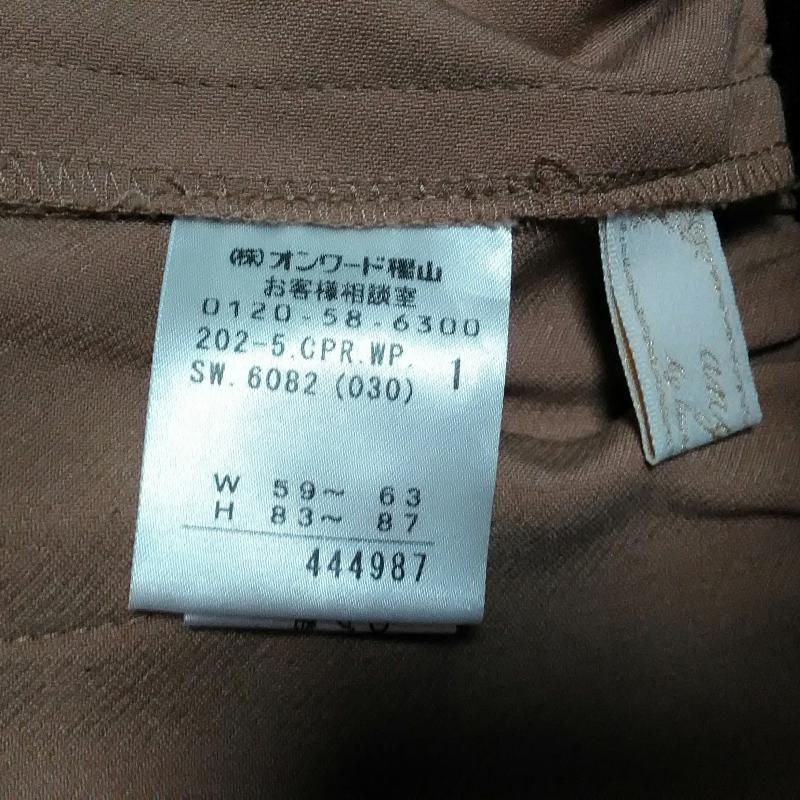 (株)オンワード樫山
お客様相談室
0120-58-6300
202-5.CPR.WP.
SW.6082 (030) 1
W 59～ 63
H 83～ 87
444987